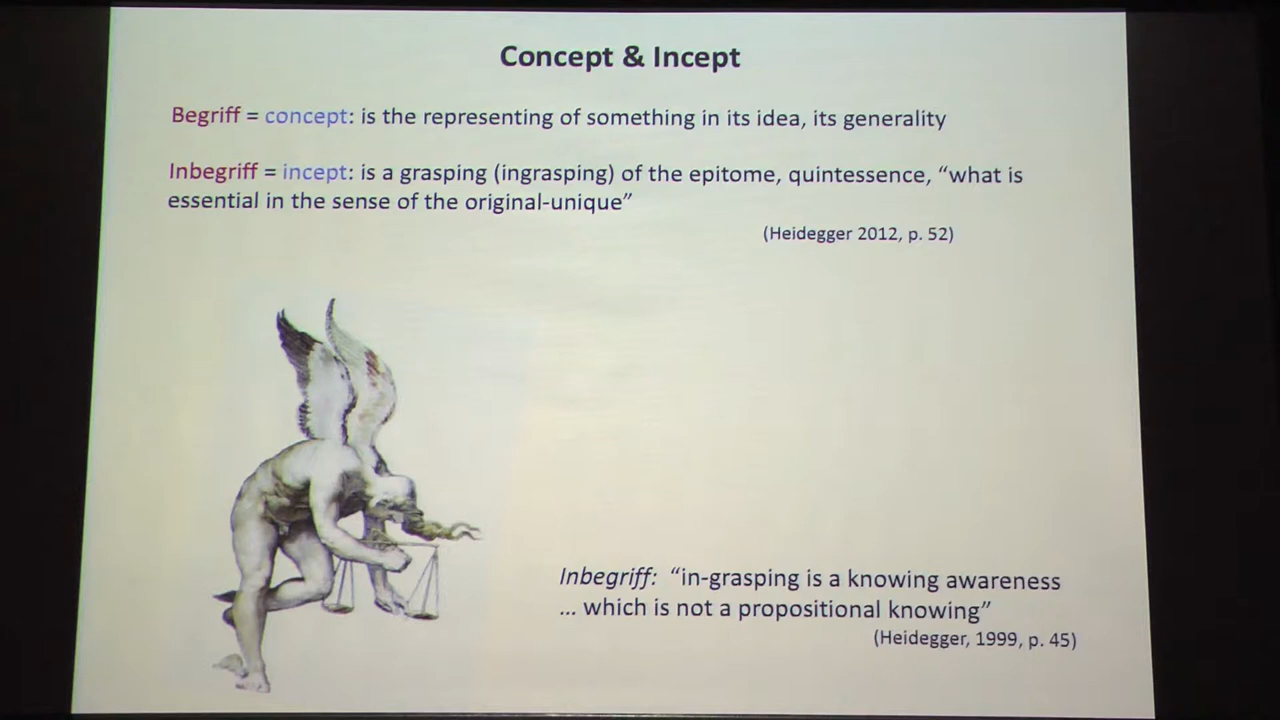 Concept & Incept
Begriff = concept: is the representing of something in its idea, its generality
Inbegriff = incept: is a grasping (ingrasping) of the epitome, quintessence, “what is
essential in the sense of the original-unique”
(Heidegger 2012, p. 52)
Inbegriff: “in-grasping is a knowing awareness
... which is not a propositional knowing”
(Heidegger, 1999, p. 45)